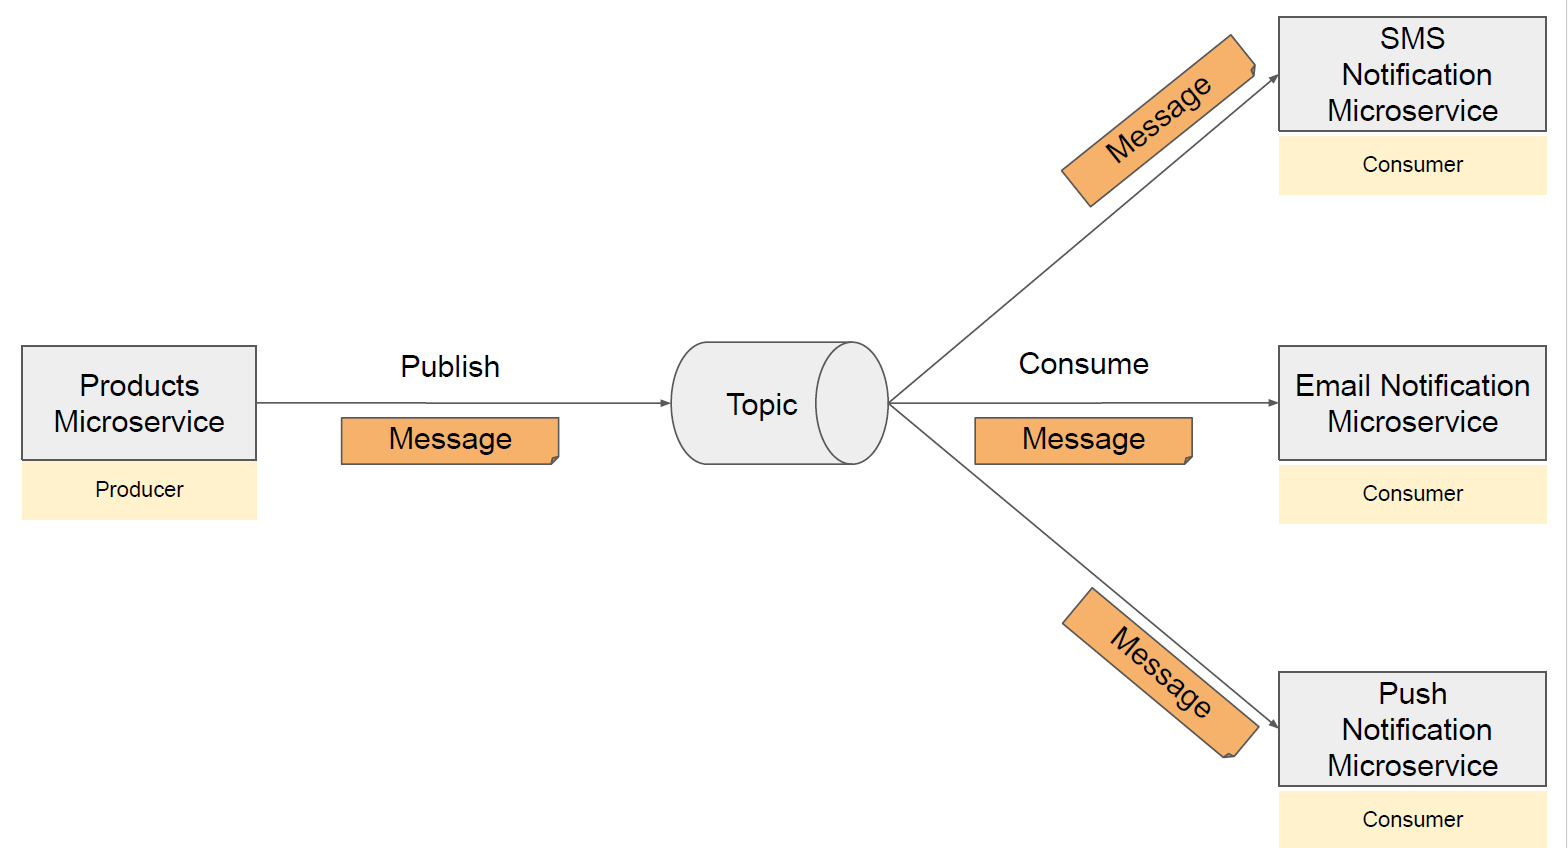 Products
Microservice
Producer
Publish
Message
Topic
Consume
Message
Message
Message
SMS
Notification
Microservice
Consumer
Email Notification
Microservice
Consumer
Push
Notification
Microservice
Consumer